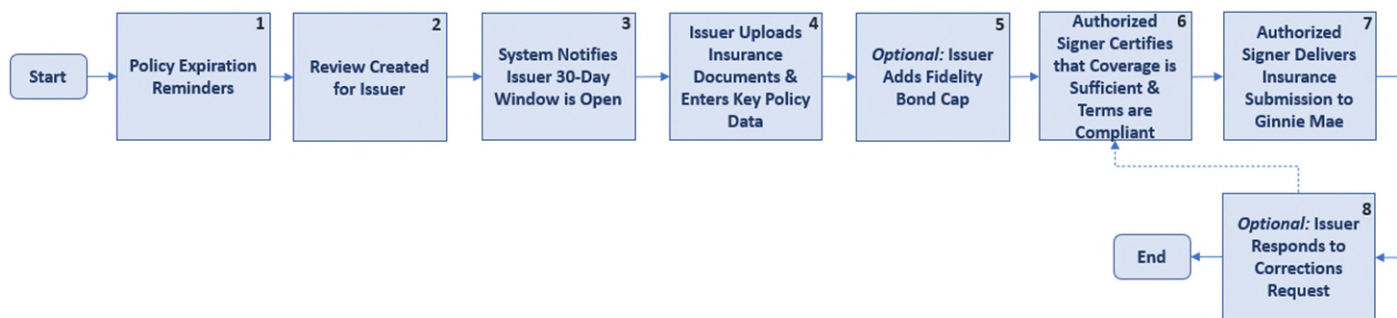 Start
1
Policy Expiration
Reminders
2
Review Created
for Issuer
3
System Notifies
Issuer 30-Day
Window is Open
4
Issuer Uploads
Insurance
Documents &
Enters Key Policy
Data
5
Optional: Issuer
Adds Fidelity
Bond Cap
6
Authorized
Signer Certifies
that Coverage is
Sufficient &
Terms are
Compliant
7
Authorized
Signer Delivers
Insurance
Submission to
Ginnie Mae
8
Optional: Issuer
Responds to
Corrections
Request
End